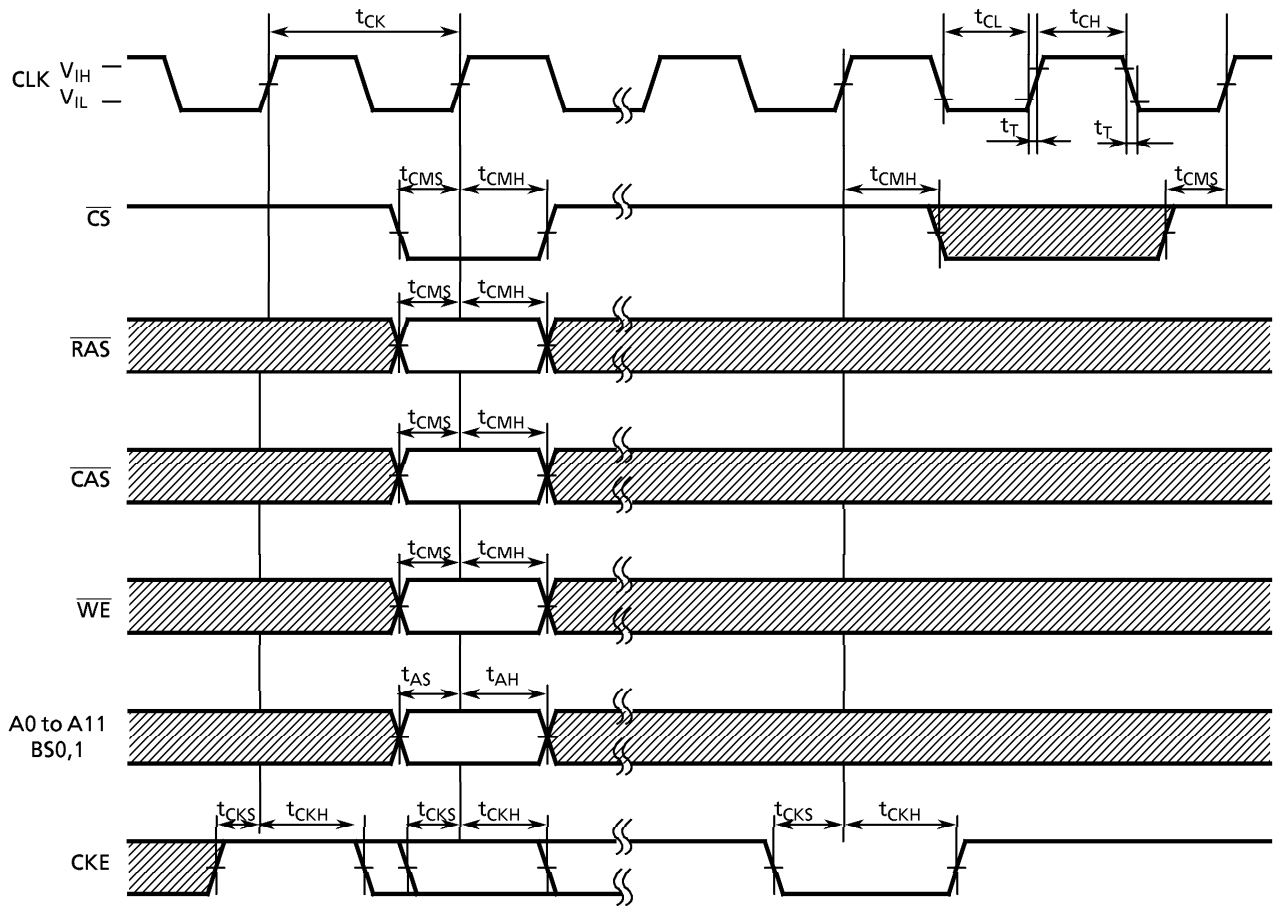 tCK tCL tCH
CLK VIH
VIL
tT tT
tCMS tCMH tCMH tCMS
CS
tCMS tCMH
RAS
tCMS tCMH
CAS
tCMS tCMH
WE
tAS tAH
A0 to A11
BS0,1
tCKS tCKH tCKS tCKH tCKS tCKH
CKE